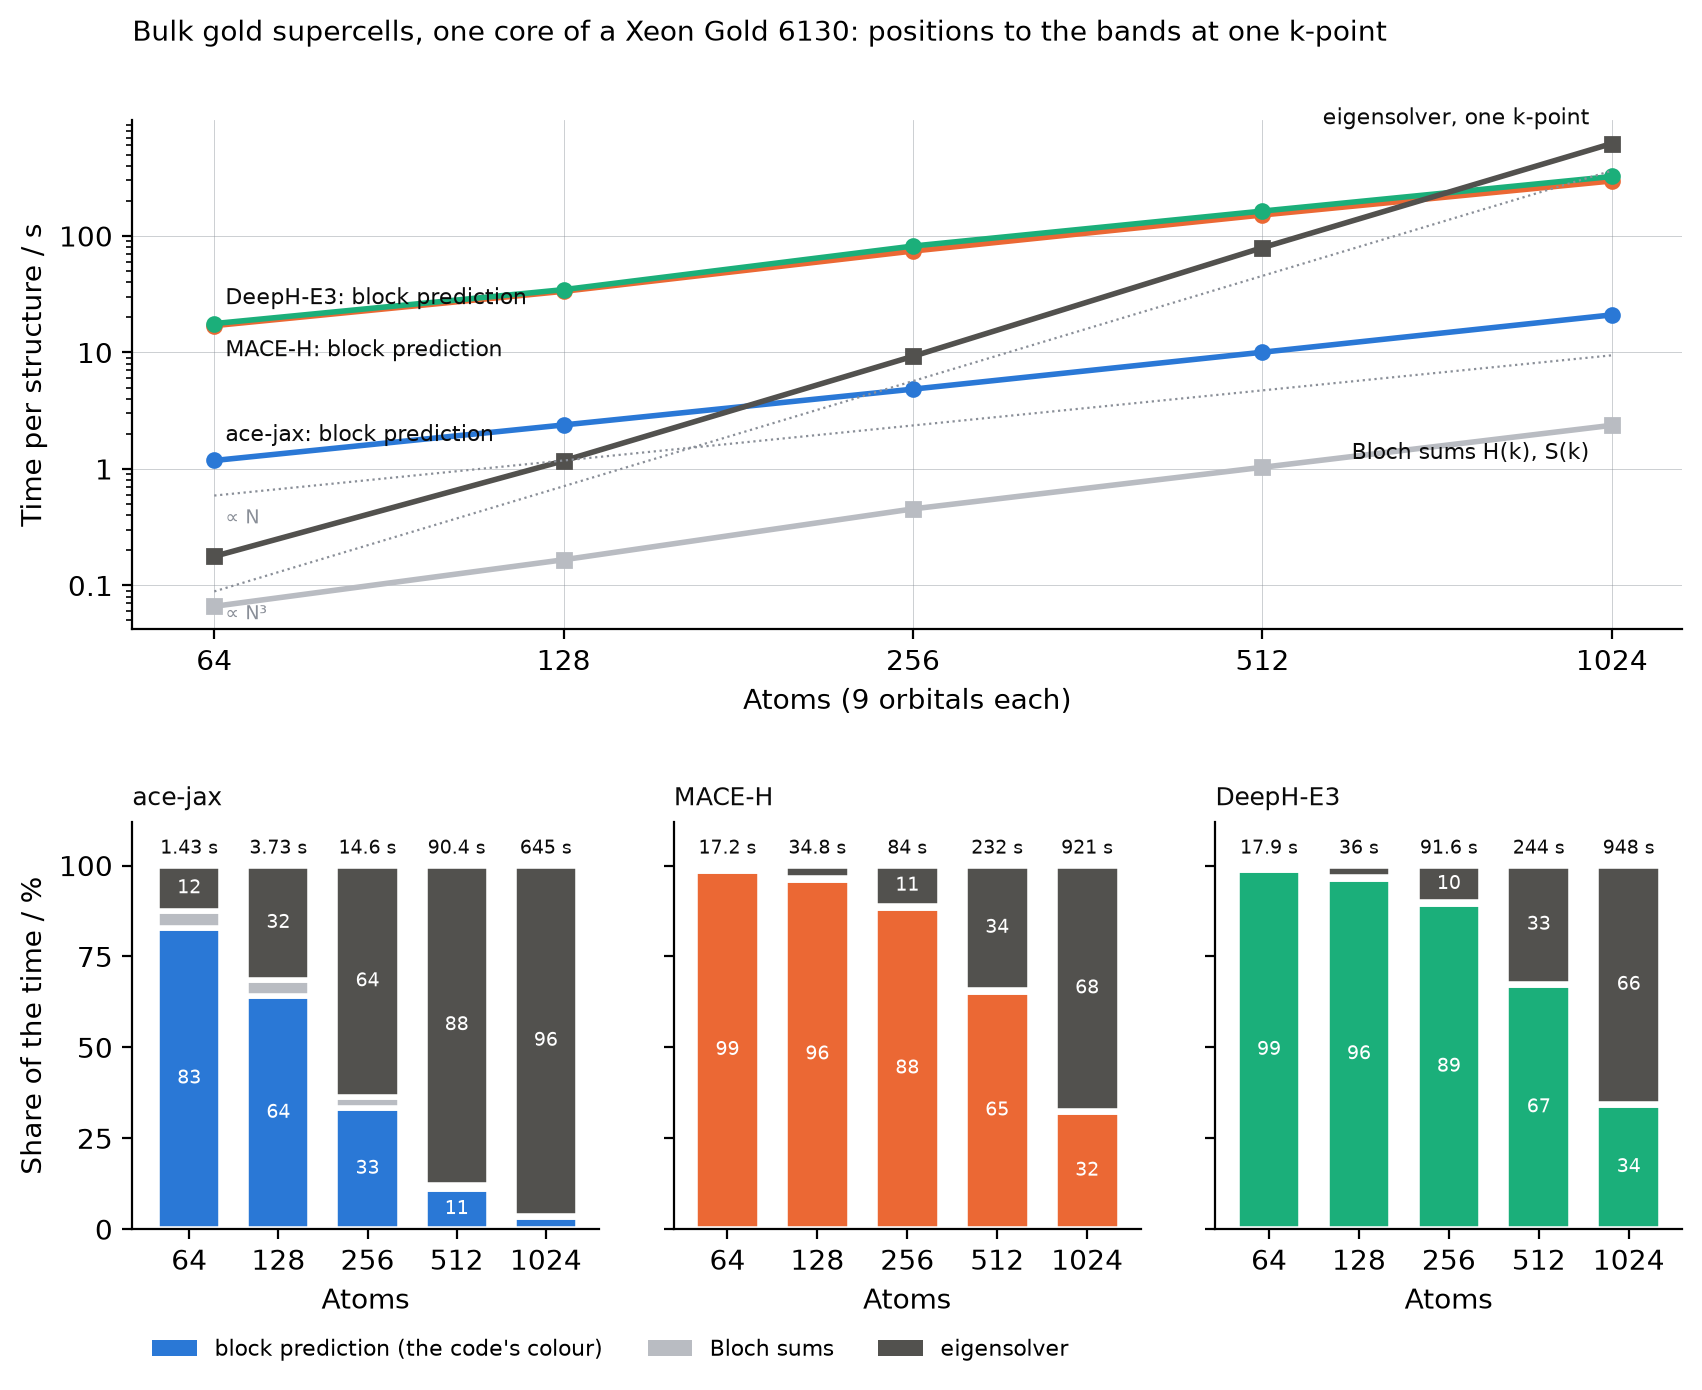 Bulk gold supercells, one core of a Xeon Gold 6130: positions to the bands at one k-point
eigensolver, one k-point
100
DeepH-E3: block prediction
MACE-H: block prediction
10
ace-jax: block prediction
Bloch sums H(k), S(k)
1
∝ N
0.1
∝ N³
Time per structure / s
64 128 256 512 1024
Atoms (9 orbitals each)
ace-jax
1.43 s 3.73 s 14.6 s 90.4 s 645 s
100
75
50
25
0
Share of the time / %
12 32 64 88 96
83 64 33 11
64 128 256 512 1024
Atoms
MACE-H
17.2 s 34.8 s 84 s 232 s 921 s
11 34 68
99 96 88 65 32
64 128 256 512 1024
Atoms
DeepH-E3
17.9 s 36 s 91.6 s 244 s 948 s
10 33 66
99 96 89 67 34
64 128 256 512 1024
Atoms
block prediction (the code's colour) Bloch sums eigensolver